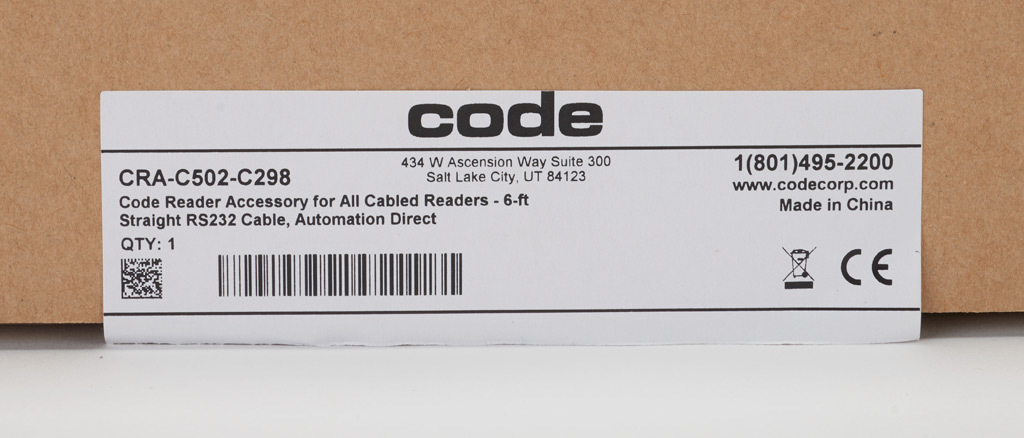 code
434 W Ascension Way Suite 300
Salt Lake City, UT 84123
1(801)495-2200
www.codecorp.com
Made in China
CRA-C502-C298
Code Reader Accessory for All Cabled Readers - 6-ft
Straight RS232 Cable, Automation Direct
QTY: 1
CE